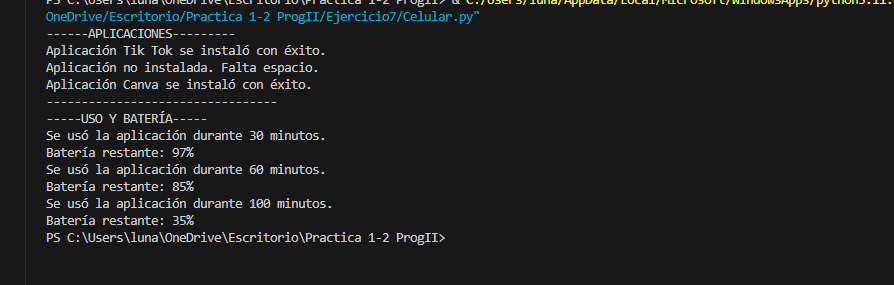 PS C:\Users\luna\OneDrive\Escritorio\Practica 1-2 ProgII> & C:/Users/luna/AppData/Local/Microsoft/WindowsApps/python3.11.
OneDrive/Escritorio/Practica 1-2 ProgII/Ejercicio7/Celular.py"
------APLICACIONES---------
Aplicación Tik Tok se instaló con éxito.
Aplicación no instalada. Falta espacio.
Aplicación Canva se instaló con éxito.
---------------------------------
-----USO Y BATERÍA-----
Se usó la aplicación durante 30 minutos.
Batería restante: 97%
Se usó la aplicación durante 60 minutos.
Batería restante: 85%
Se usó la aplicación durante 100 minutos.
Batería restante: 35%
PS C:\Users\luna\OneDrive\Escritorio\Practica 1-2 ProgII>